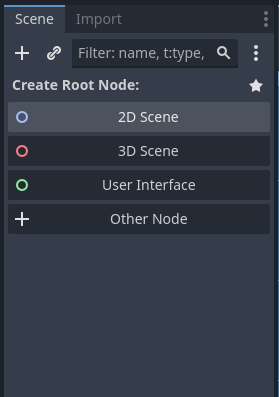 Scene Import
Filter: name, t:type,
Create Root Node:
2D Scene
3D Scene
User Interface
Other Node